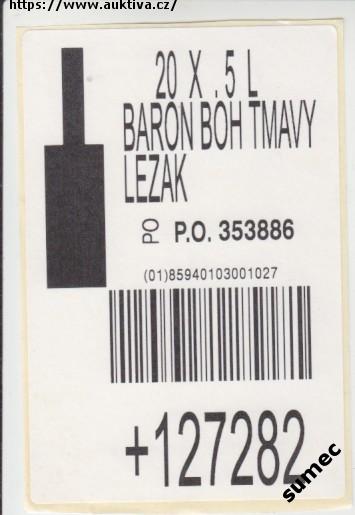 https://www.auktiva.cz/
20 X .5 L
BARON BOH TMAVY
LEZAK
PO P.O. 353886
(01)85940103001027
+127282
sumec